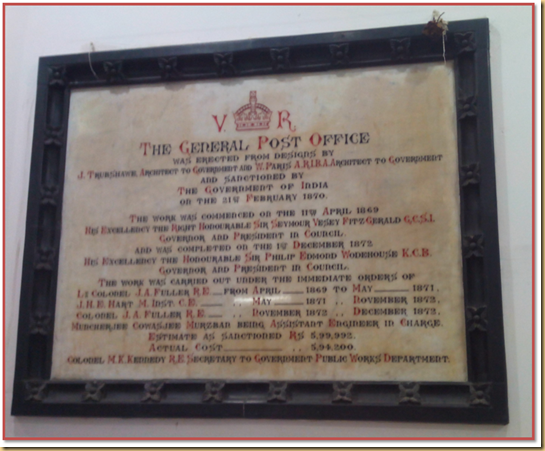 V R
THE GENERAL POST OFFICE
WAS ERECTED FROM DESIGNS BY
J. TRUBSHAWE ARCHITECT TO GOVERNMENT AND W. PARIS A.R.I.B.A. ARCHITECT TO GOVERNMENT
AND SANCTIONED BY
THE GOVERNMENT OF INDIA
ON THE 21st FEBRUARY 1870.
THE WORK WAS COMMENCED ON THE 11th APRIL 1869
HIS EXCELLENCY THE RIGHT HONOURABLE SIR SEYMOUR VESEY FITZ GERALD G.C.S.I.
GOVERNOR AND PRESIDENT IN COUNCIL.
AND WAS COMPLETED ON THE 1st DECEMBER 1872
HIS EXCELLENCY THE HONOURABLE SIR PHILIP EDMOND WODEHOUSE K.C.B.
GOVERNOR AND PRESIDENT IN COUNCIL.
THE WORK WAS CARRIED OUT UNDER THE IMMEDIATE ORDERS OF
Lt COLONEL J.A. FULLER R.E. — FROM APRIL — 1869 TO MAY — 1871.
J.H.E. HART M. INST. C.E. — „ MAY — 1871 „ NOVEMBER 1872.
COLONEL J.A. FULLER R.E. — „ NOVEMBER 1872 „ DECEMBER 1872.
MUNCHERJEE COWASJEE MURZBAN BEING ASSISTANT ENGINEER IN CHARGE.
ESTIMATE AS SANCTIONED RS 5,99,992.
ACTUAL COST — „ 5,94,200.
COLONEL M.K. KENNEDY R.E. SECRETARY TO GOVERNMENT PUBLIC WORKS DEPARTMENT.